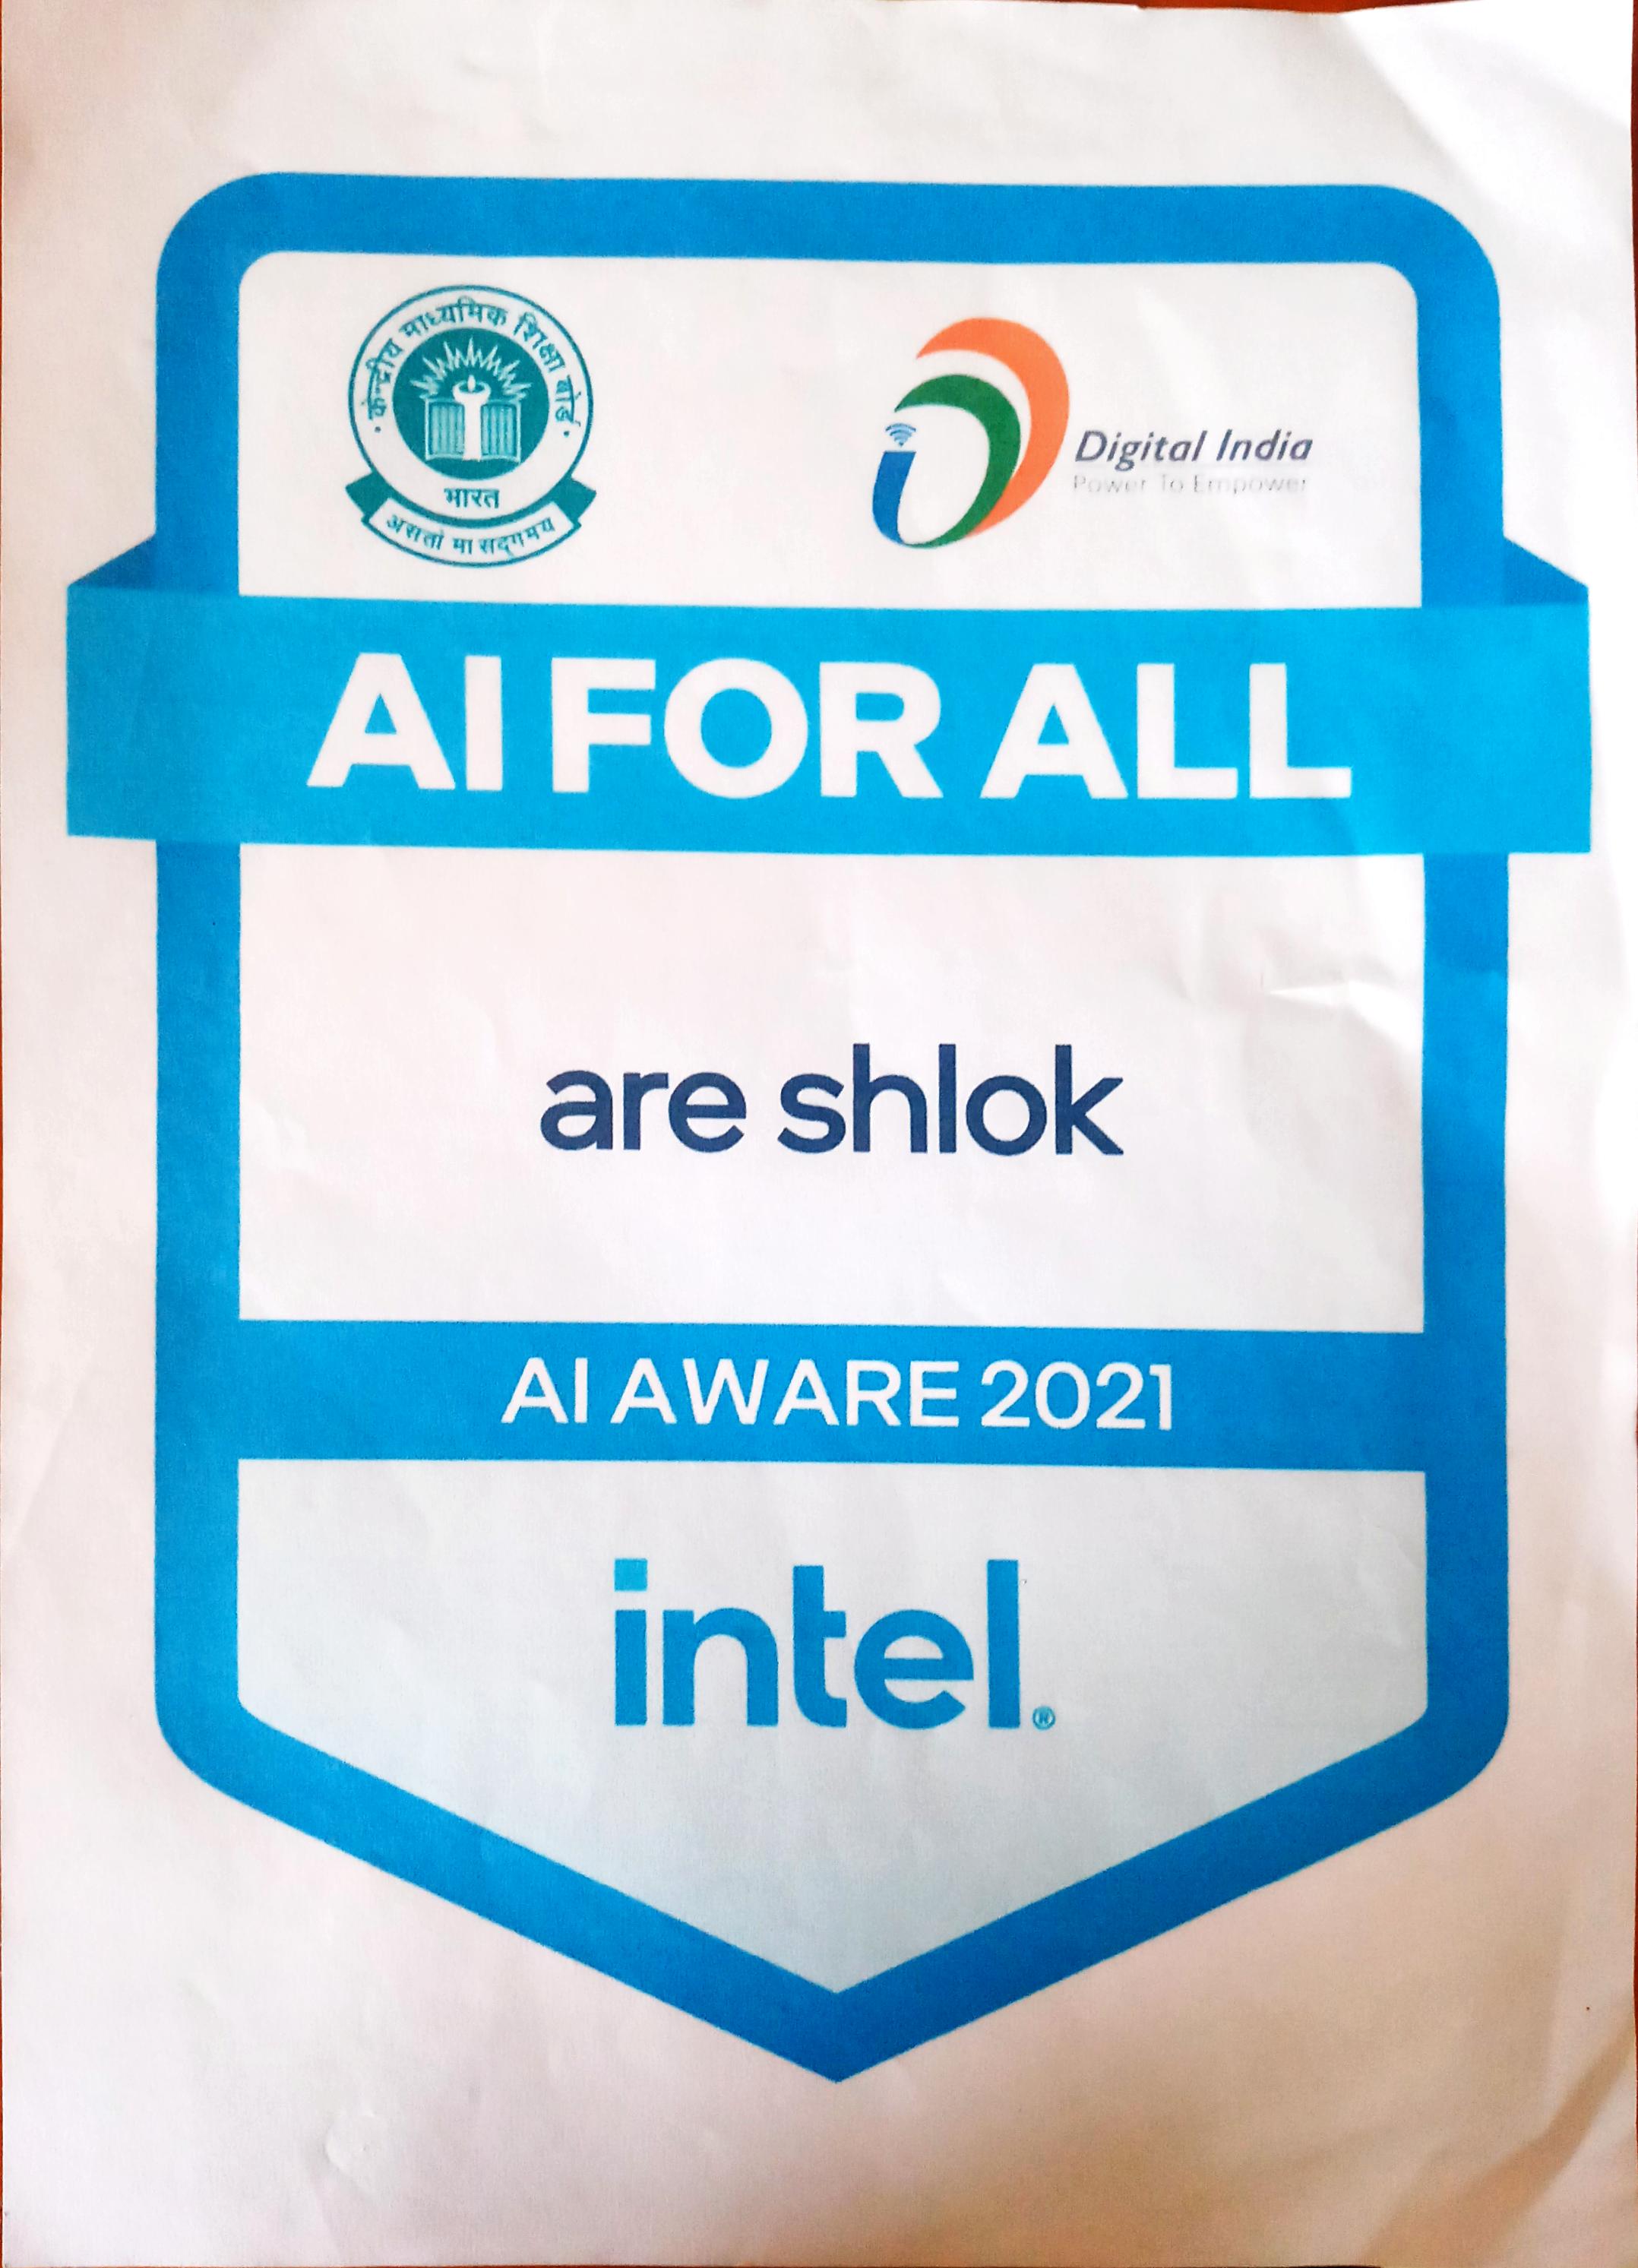 केन्द्रीय माध्यमिक शिक्षा बोर्ड
भारत
असतो मा सद्गमय
Digital India
Power To Empower
AI FOR ALL
are shlok
AI AWARE 2021
intel®